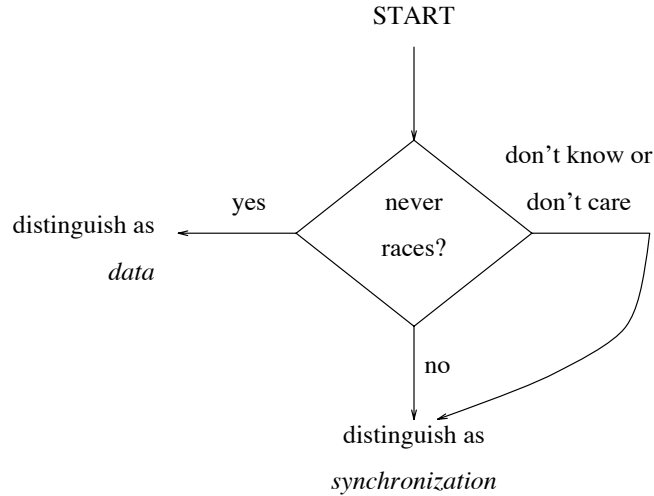 START
don't know or
don't care
yes
never
races?
distinguish as
data
no
distinguish as
synchronization